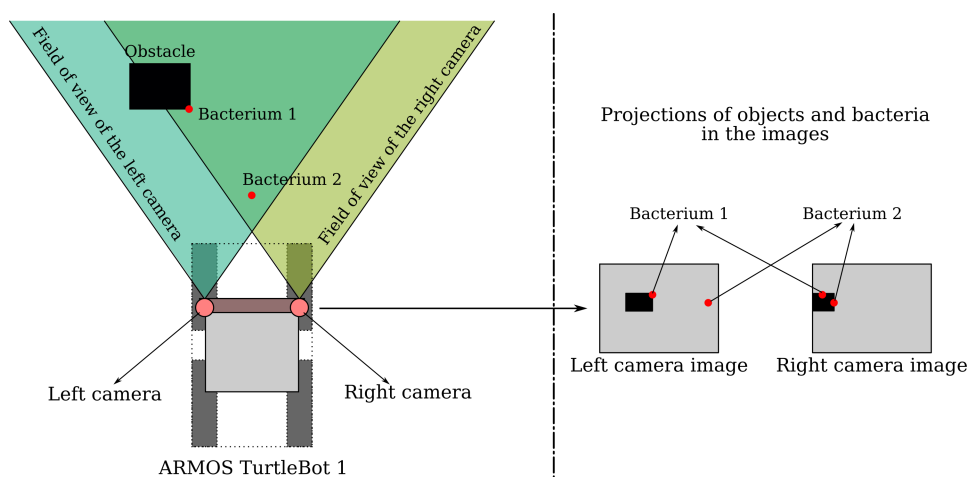 Obstacle
Field of view of the left camera
Field of view of the right camera
Bacterium 1
Bacterium 2
Left camera
Right camera
ARMOS TurtleBot 1
Projections of objects and bacteria
in the images
Bacterium 1
Bacterium 2
Left camera image
Right camera image